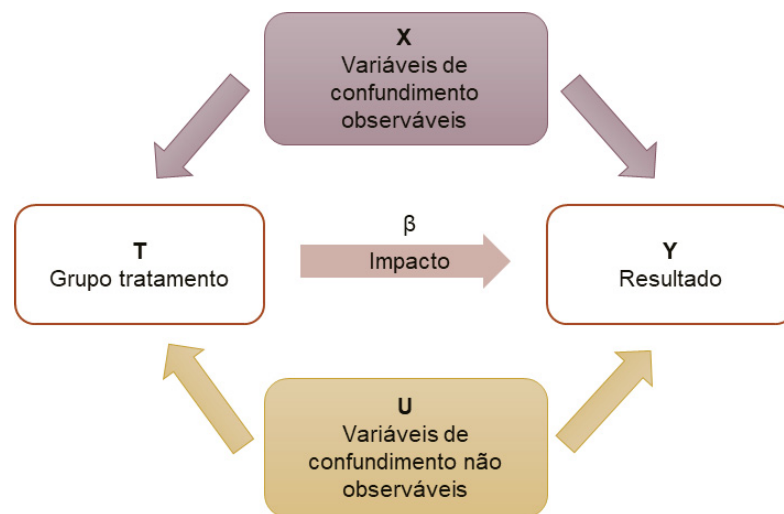 X
Variáveis de
confundimento
observáveis
β
T
Grupo tratamento
Impacto
Y
Resultado
U
Variáveis de
confundimento não
observáveis